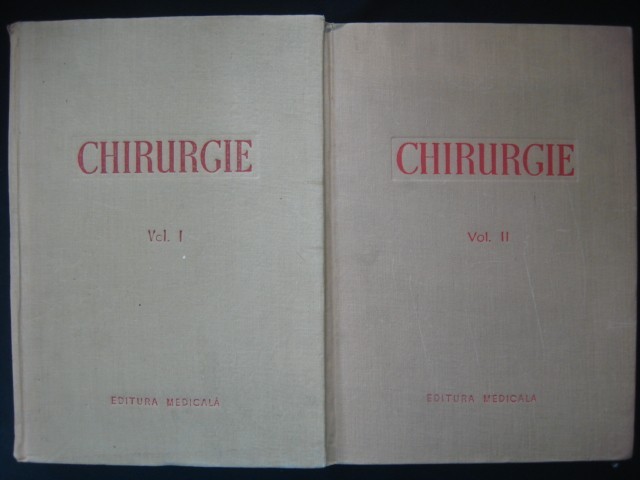 CHIRURGIE
Vol. I
EDITURA MEDICALĂ
CHIRURGIE
Vol. II
EDITURA MEDICALA